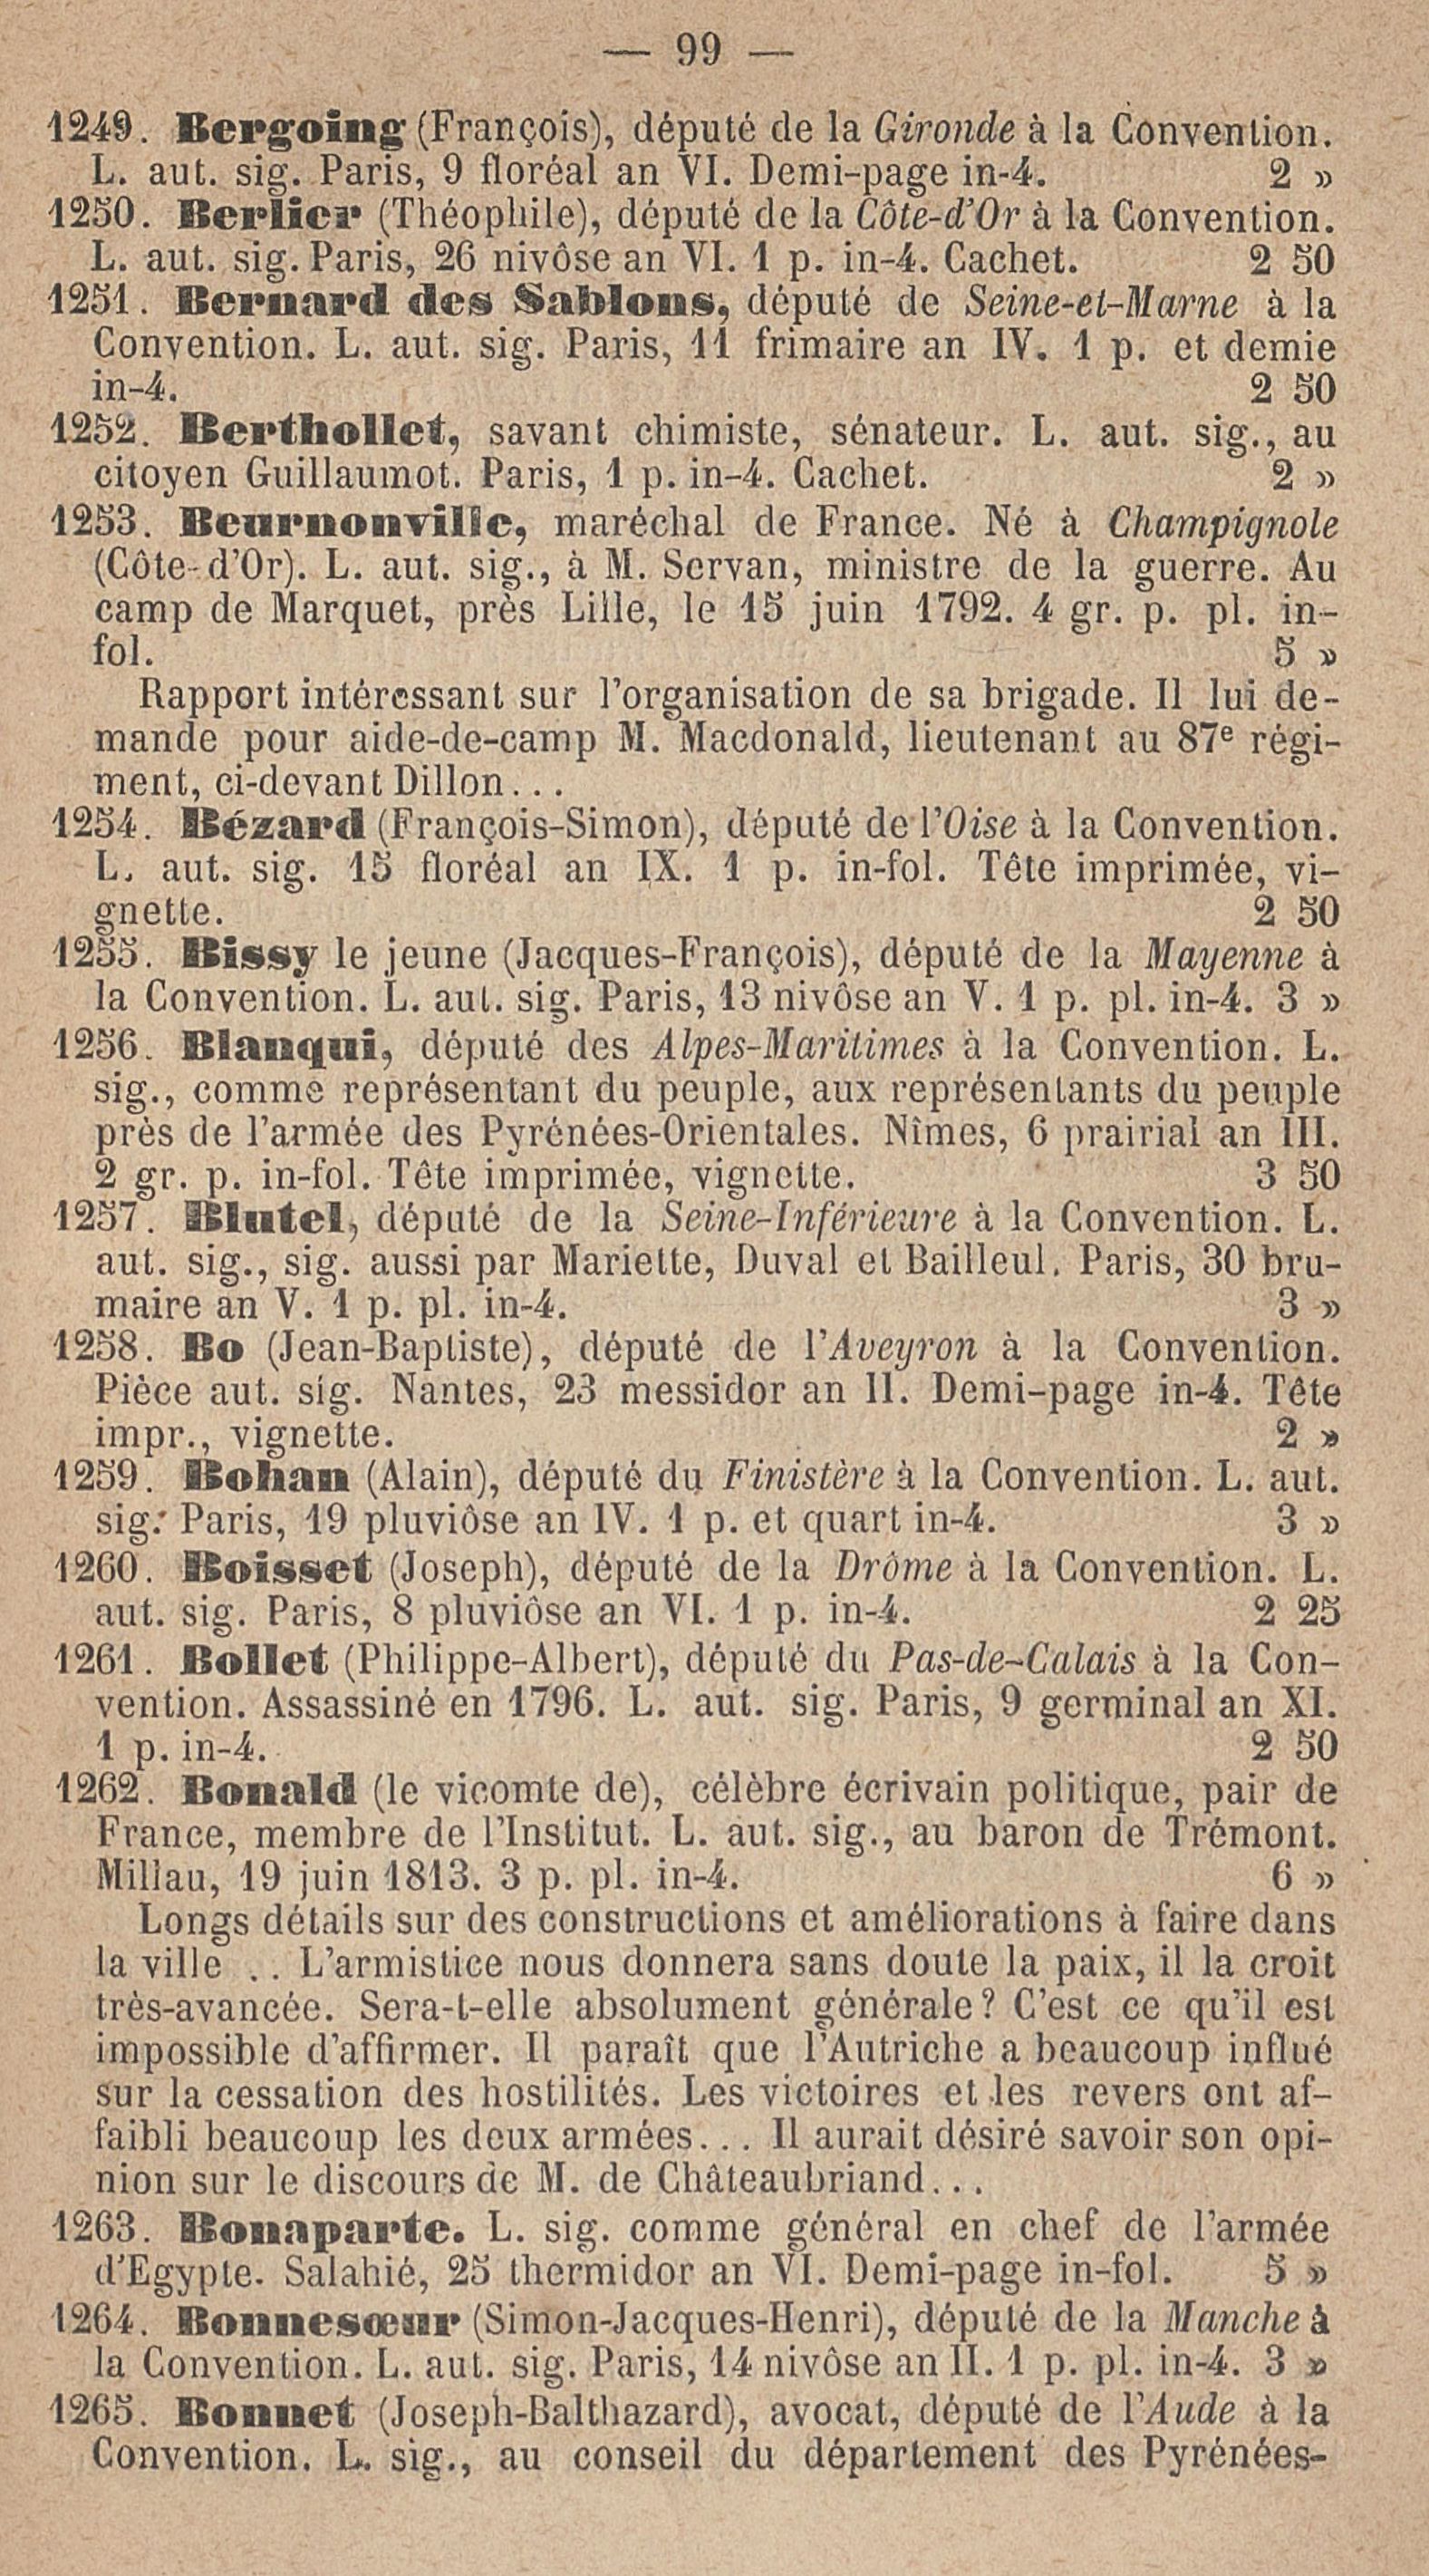 — 99 —
1249. Bergoing (François), député de la Gironde à la Convention.
L. aut. sig. Paris, 9 floréal an VI. Demi-page in-4. 2 »
1250. Berlier (Théophile), député de la Côte-d'Or à la Convention.
L. aut. sig. Paris, 26 nivôse an VI. 1 p. in-4. Cachet. 2 50
1251. Bernard des Sablons, député de Seine-et-Marne à la
Convention. L. aut. sig. Paris, 11 frimaire an IV. 1 p. et demie
in-4. 2 50
1252. Berthollet, savant chimiste, sénateur. L. aut. sig., au
citoyen Guillaumot. Paris, 1 p. in-4. Cachet. 2 »
1253. Beurnonville, maréchal de France. Né à Champignole
(Côte-d'Or). L. aut. sig., à M. Servan, ministre de la guerre. Au
camp de Marquet, près Lille, le 15 juin 1792. 4 gr. p. pl. in-
fol. 5 »
Rapport intéressant sur l'organisation de sa brigade. Il lui de-
mande pour aide-de-camp M. Macdonald, lieutenant au 87e régi-
ment, ci-devant Dillon...
1254. Bézard (François-Simon), député de l'Oise à la Convention.
L. aut. sig. 15 floréal an IX. 1 p. in-fol. Tête imprimée, vi-
gnette. 2 50
1255. Bissy le jeune (Jacques-François), député de la Mayenne à
la Convention. L. aut. sig. Paris, 13 nivôse an V. 1 p. pl. in-4. 3 »
1256. Blanqui, député des Alpes-Maritimes à la Convention. L.
sig., comme représentant du peuple, aux représentants du peuple
près de l'armée des Pyrénées-Orientales. Nîmes, 6 prairial an III.
2 gr. p. in-fol. Tête imprimée, vignette. 3 50
1257. Blutel, député de la Seine-Inférieure à la Convention. L.
aut. sig., sig. aussi par Mariette, Duval et Bailleul. Paris, 30 bru-
maire an V. 1 p. pl. in-4. 3 »
1258. Bo (Jean-Baptiste), député de l'Aveyron à la Convention.
Pièce aut. sig. Nantes, 23 messidor an II. Demi-page in-4. Tête
impr., vignette. 2 »
1259. Bohan (Alain), député du Finistère à la Convention. L. aut.
sig. Paris, 19 pluviôse an IV. 1 p. et quart in-4. 3 »
1260. Boisset (Joseph), député de la Drôme à la Convention. L.
aut. sig. Paris, 8 pluviôse an VI. 1 p. in-4. 2 25
1261. Bollet (Philippe-Albert), député du Pas-de-Calais à la Con-
vention. Assassiné en 1796. L. aut. sig. Paris, 9 germinal an XI.
1 p. in-4. 2 50
1262. Bonald (le vicomte de), célèbre écrivain politique, pair de
France, membre de l'Institut. L. aut. sig., au baron de Trémont.
Millau, 19 juin 1813. 3 p. pl. in-4. 6 »
Longs détails sur des constructions et améliorations à faire dans
la ville .. L'armistice nous donnera sans doute la paix, il la croit
très-avancée. Sera-t-elle absolument générale? C'est ce qu'il est
impossible d'affirmer. Il paraît que l'Autriche a beaucoup influé
sur la cessation des hostilités. Les victoires et les revers ont af-
faibli beaucoup les deux armées... Il aurait désiré savoir son opi-
nion sur le discours de M. de Châteaubriand...
1263. Bonaparte. L. sig. comme général en chef de l'armée
d'Egypte. Salahié, 25 thermidor an VI. Demi-page in-fol. 5 »
1264. Bonnesœur (Simon-Jacques-Henri), député de la Manche à
la Convention. L. aut. sig. Paris, 14 nivôse an II. 1 p. pl. in-4. 3 »
1265. Bonnet (Joseph-Balthazard), avocat, député de l'Aude à la
Convention. L. sig., au conseil du département des Pyrénées-